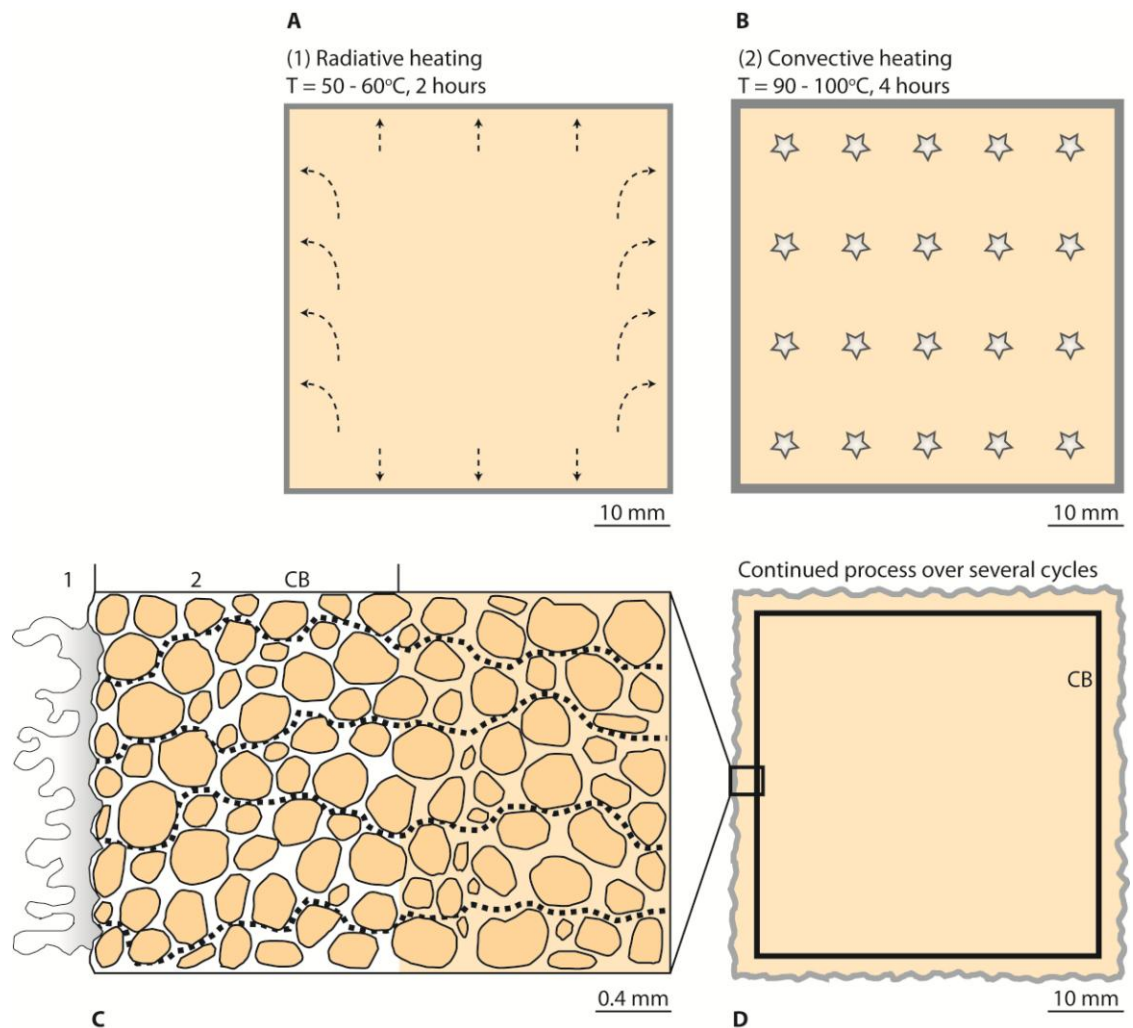 A
(1) Radiative heating
T = 50 - 60°C, 2 hours
10 mm
B
(2) Convective heating
T = 90 - 100°C, 4 hours
10 mm
1
2
CB
0.4 mm
C
Continued process over several cycles
CB
10 mm
D